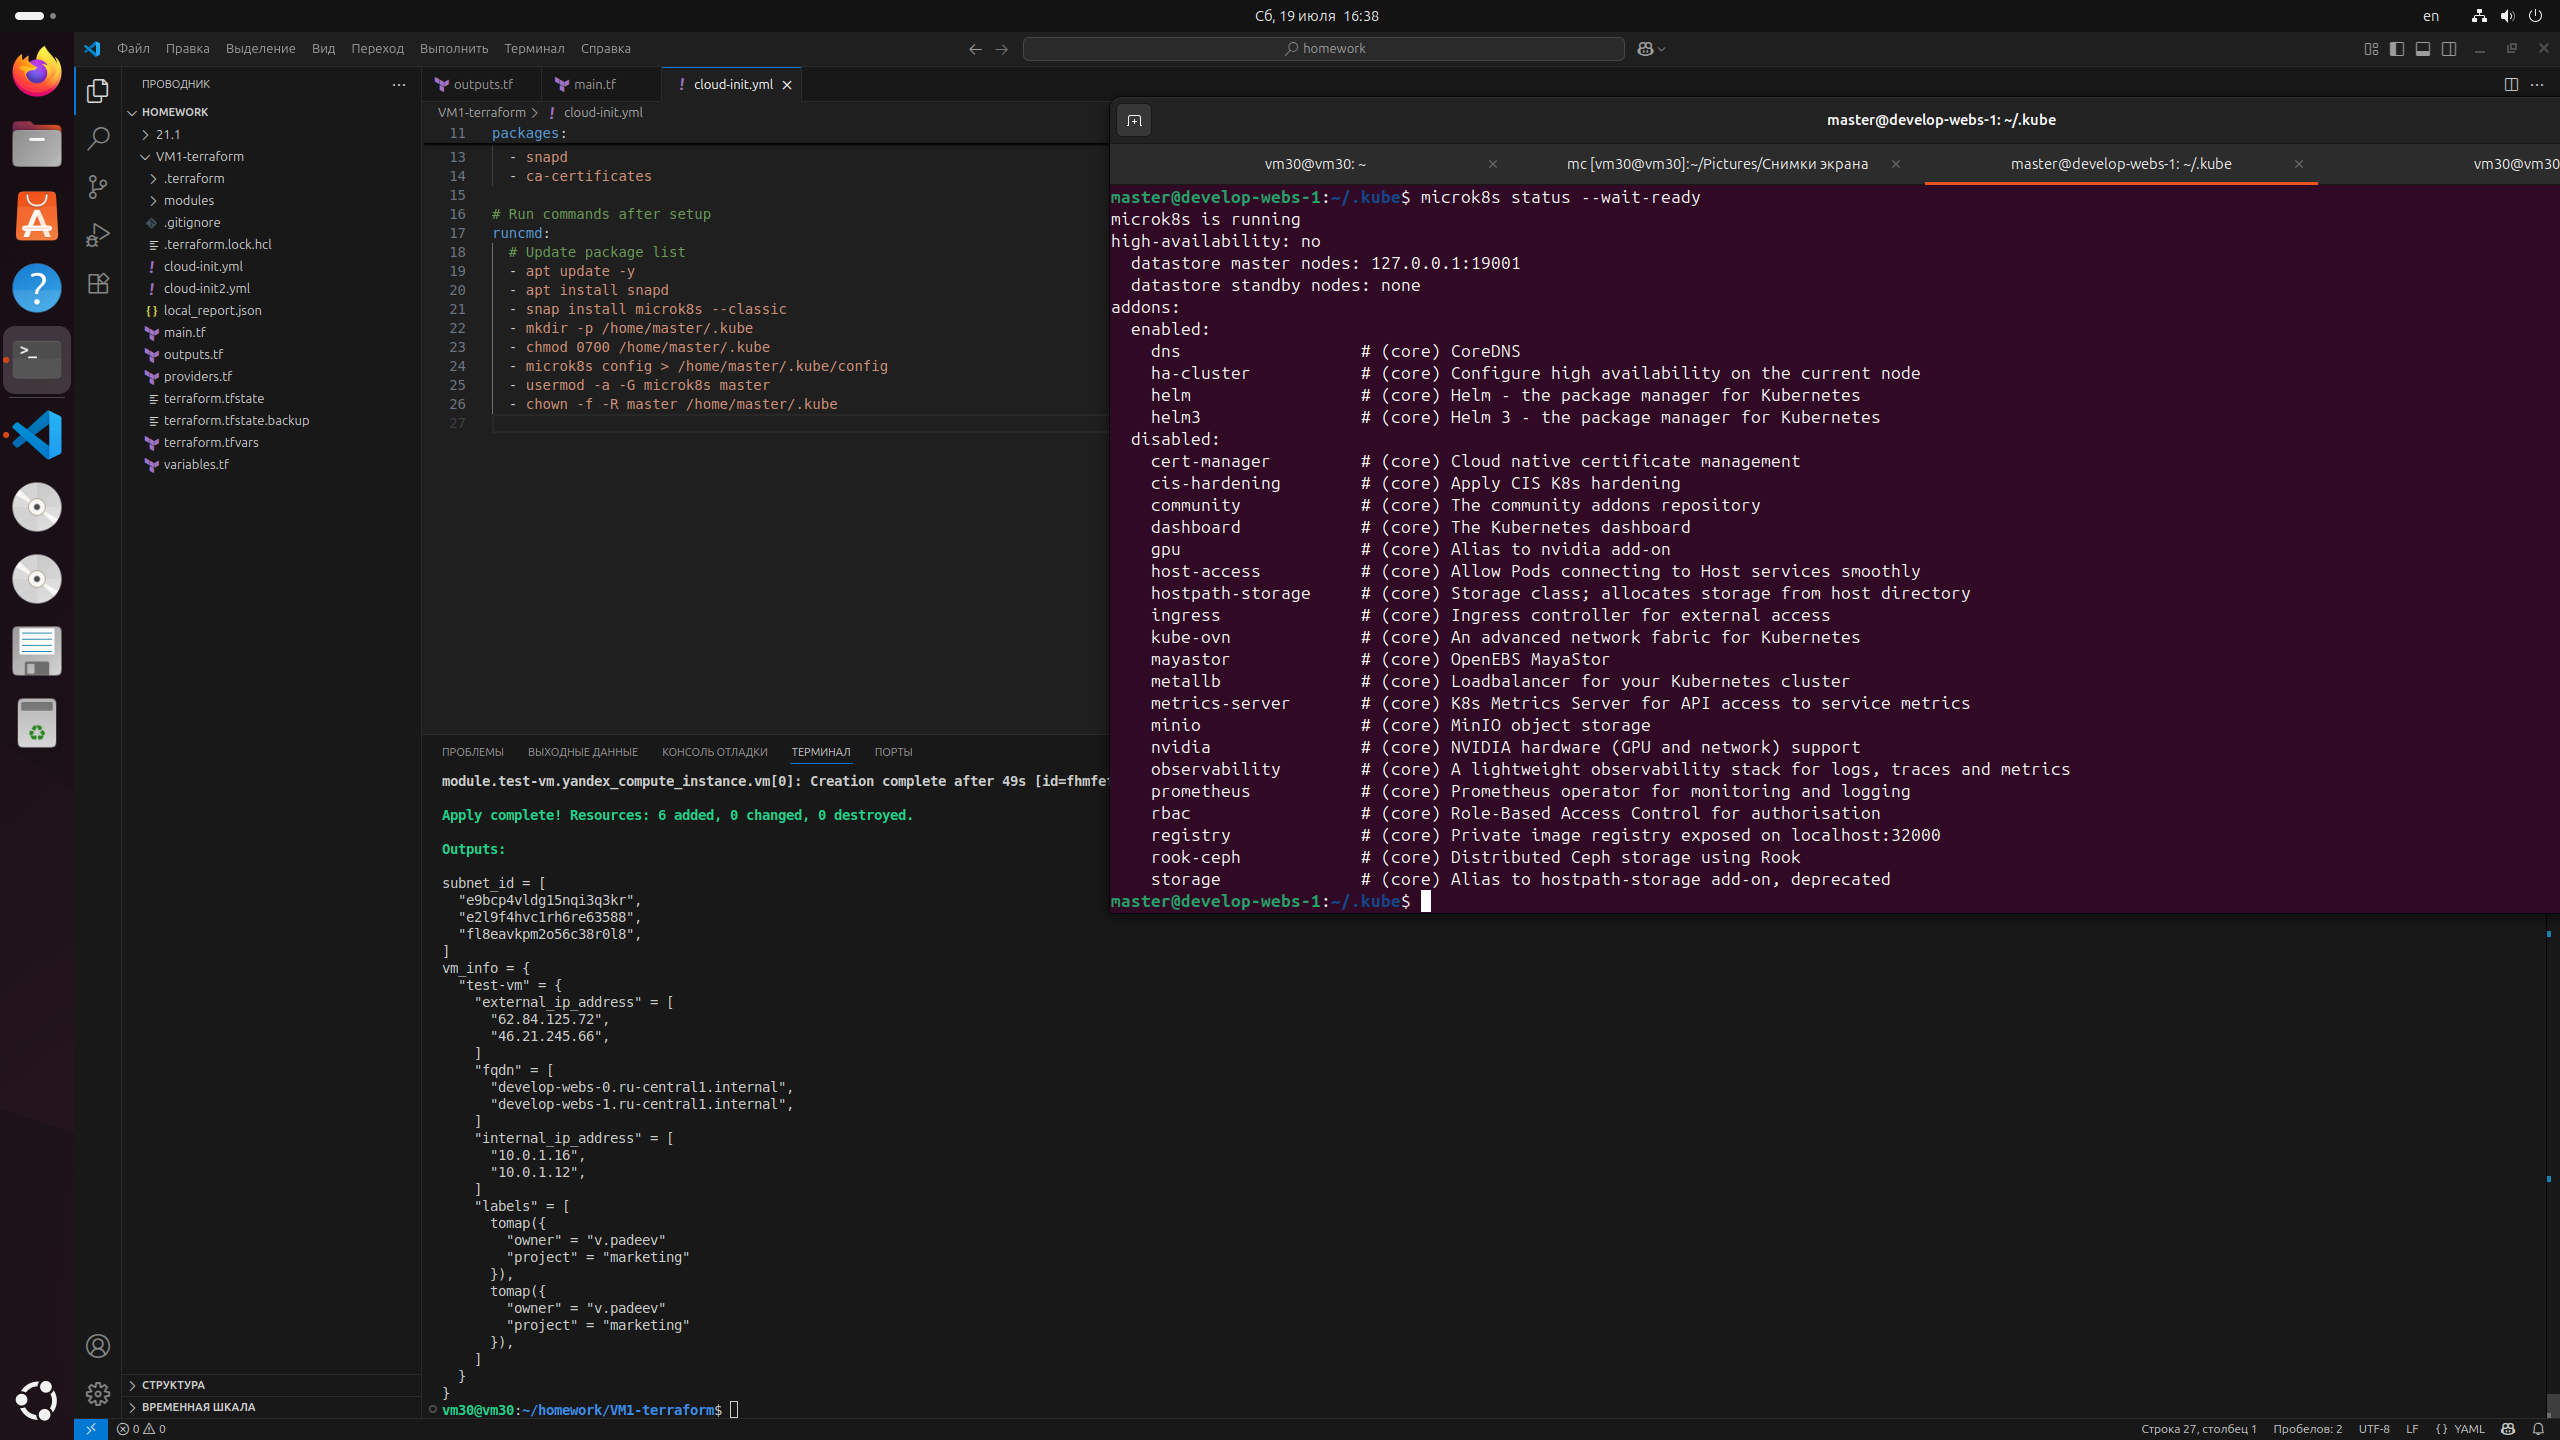 Сб, 19 июля 16:38
en
Файл Правка Выделение Вид Переход Выполнить Терминал Справка
homework
ПРОВОДНИК
HOMEWORK
21.1
VM1-terraform
.terraform
modules
.gitignore
.terraform.lock.hcl
cloud-init.yml
cloud-init2.yml
local_report.json
main.tf
outputs.tf
providers.tf
terraform.tfstate
terraform.tfstate.backup
terraform.tfvars
variables.tf
СТРУКТУРА
ВРЕМЕННАЯ ШКАЛА
outputs.tf main.tf cloud-init.yml
VM1-terraform > cloud-init.yml
11 packages:
13 - snapd
14 - ca-certificates
15
16 # Run commands after setup
17 runcmd:
18 # Update package list
19 - apt update -y
20 - apt install snapd
21 - snap install microk8s --classic
22 - mkdir -p /home/master/.kube
23 - chmod 0700 /home/master/.kube
24 - microk8s config > /home/master/.kube/config
25 - usermod -a -G microk8s master
26 - chown -f -R master /home/master/.kube
27
ПРОБЛЕМЫ ВЫХОДНЫЕ ДАННЫЕ КОНСОЛЬ ОТЛАДКИ ТЕРМИНАЛ ПОРТЫ
module.test-vm.yandex_compute_instance.vm[0]: Creation complete after 49s [id=fhmfe
Apply complete! Resources: 6 added, 0 changed, 0 destroyed.
Outputs:
subnet_id = [
"e9bcp4vldg15nqi3q3kr",
"e2l9f4hvc1rh6re63588",
"fl8eavkpm2o56c38r0l8",
]
vm_info = {
"test-vm" = {
"external_ip_address" = [
"62.84.125.72",
"46.21.245.66",
]
"fqdn" = [
"develop-webs-0.ru-central1.internal",
"develop-webs-1.ru-central1.internal",
]
"internal_ip_address" = [
"10.0.1.16",
"10.0.1.12",
]
"labels" = [
tomap({
"owner" = "v.padeev"
"project" = "marketing"
}),
tomap({
"owner" = "v.padeev"
"project" = "marketing"
}),
]
}
}
vm30@vm30:~/homework/VM1-terraform$
master@develop-webs-1: ~/.kube
vm30@vm30: ~ mc [vm30@vm30]:~/Pictures/Снимки экрана master@develop-webs-1: ~/.kube vm30@vm30
master@develop-webs-1:~/.kube$ microk8s status --wait-ready
microk8s is running
high-availability: no
datastore master nodes: 127.0.0.1:19001
datastore standby nodes: none
addons:
enabled:
dns # (core) CoreDNS
ha-cluster # (core) Configure high availability on the current node
helm # (core) Helm - the package manager for Kubernetes
helm3 # (core) Helm 3 - the package manager for Kubernetes
disabled:
cert-manager # (core) Cloud native certificate management
cis-hardening # (core) Apply CIS K8s hardening
community # (core) The community addons repository
dashboard # (core) The Kubernetes dashboard
gpu # (core) Alias to nvidia add-on
host-access # (core) Allow Pods connecting to Host services smoothly
hostpath-storage # (core) Storage class; allocates storage from host directory
ingress # (core) Ingress controller for external access
kube-ovn # (core) An advanced network fabric for Kubernetes
mayastor # (core) OpenEBS MayaStor
metallb # (core) Loadbalancer for your Kubernetes cluster
metrics-server # (core) K8s Metrics Server for API access to service metrics
minio # (core) MinIO object storage
nvidia # (core) NVIDIA hardware (GPU and network) support
observability # (core) A lightweight observability stack for logs, traces and metrics
prometheus # (core) Prometheus operator for monitoring and logging
rbac # (core) Role-Based Access Control for authorisation
registry # (core) Private image registry exposed on localhost:32000
rook-ceph # (core) Distributed Ceph storage using Rook
storage # (core) Alias to hostpath-storage add-on, deprecated
master@develop-webs-1:~/.kube$
0 0
Строка 27, столбец 1 Пробелов: 2 UTF-8 LF {} YAML